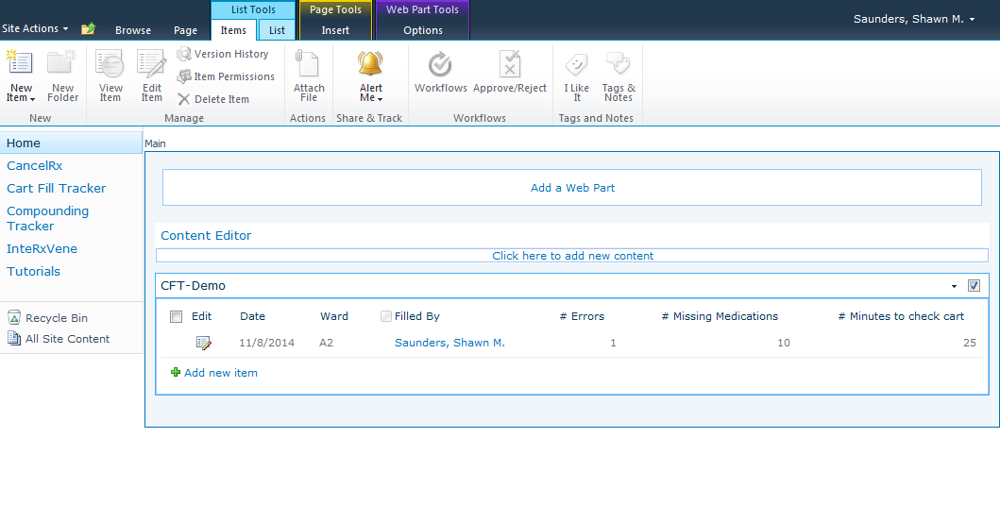 List Tools Page Tools Web Part Tools
Saunders, Shawn M.
Site Actions Browse Page Items List Insert Options
New Item New Folder View Item Edit Item Version History Item Permissions Delete Item Attach File Alert Me Workflows Approve/Reject I Like It Tags & Notes
New Manage Actions Share & Track Workflows Tags and Notes
Home
CancelRx
Cart Fill Tracker
Compounding
Tracker
InteRxVene
Tutorials
Recycle Bin
All Site Content
Main
Add a Web Part
Content Editor
Click here to add new content
CFT-Demo
Edit Date Ward Filled By # Errors # Missing Medications # Minutes to check cart
11/8/2014 A2 Saunders, Shawn M. 1 10 25
Add new item